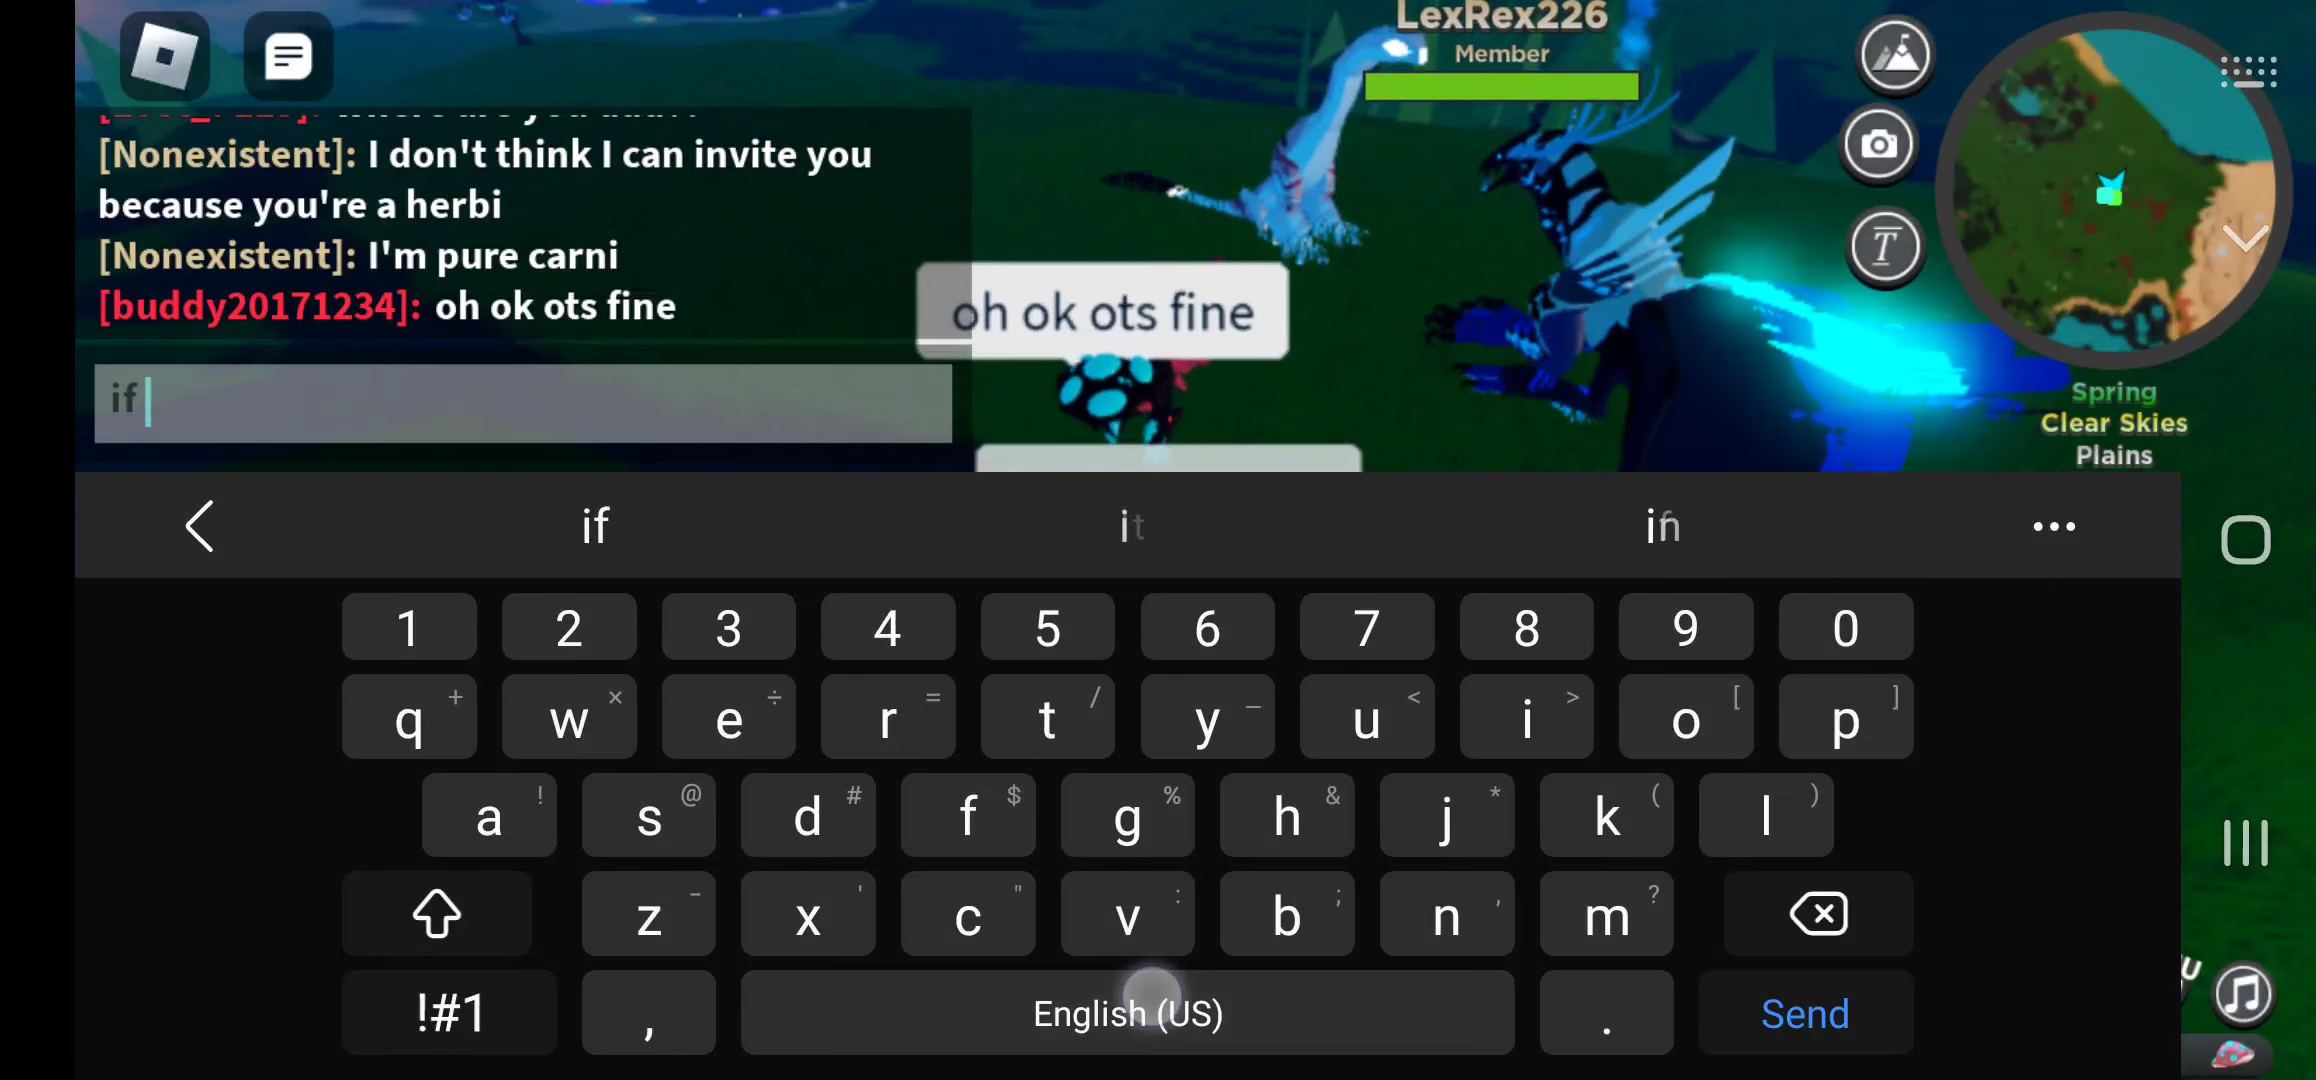 LexRex226
Member
[Nonexistent]: I don't think I can invite you
because you're a herbi
[Nonexistent]: I'm pure carni
[buddy20171234]: oh ok ots fine
oh ok ots fine
if
T
Spring
Clear Skies
Plains
if
1 2 3 4 5 6 7 8 9 0
q + w × e ÷ r = t / y _ u < i > o [ p ]
a ! s @ d # f $ g % h & j * k ( l )
z - x ' c " v : b ; n , m ?
!#1 , English (US) . Send